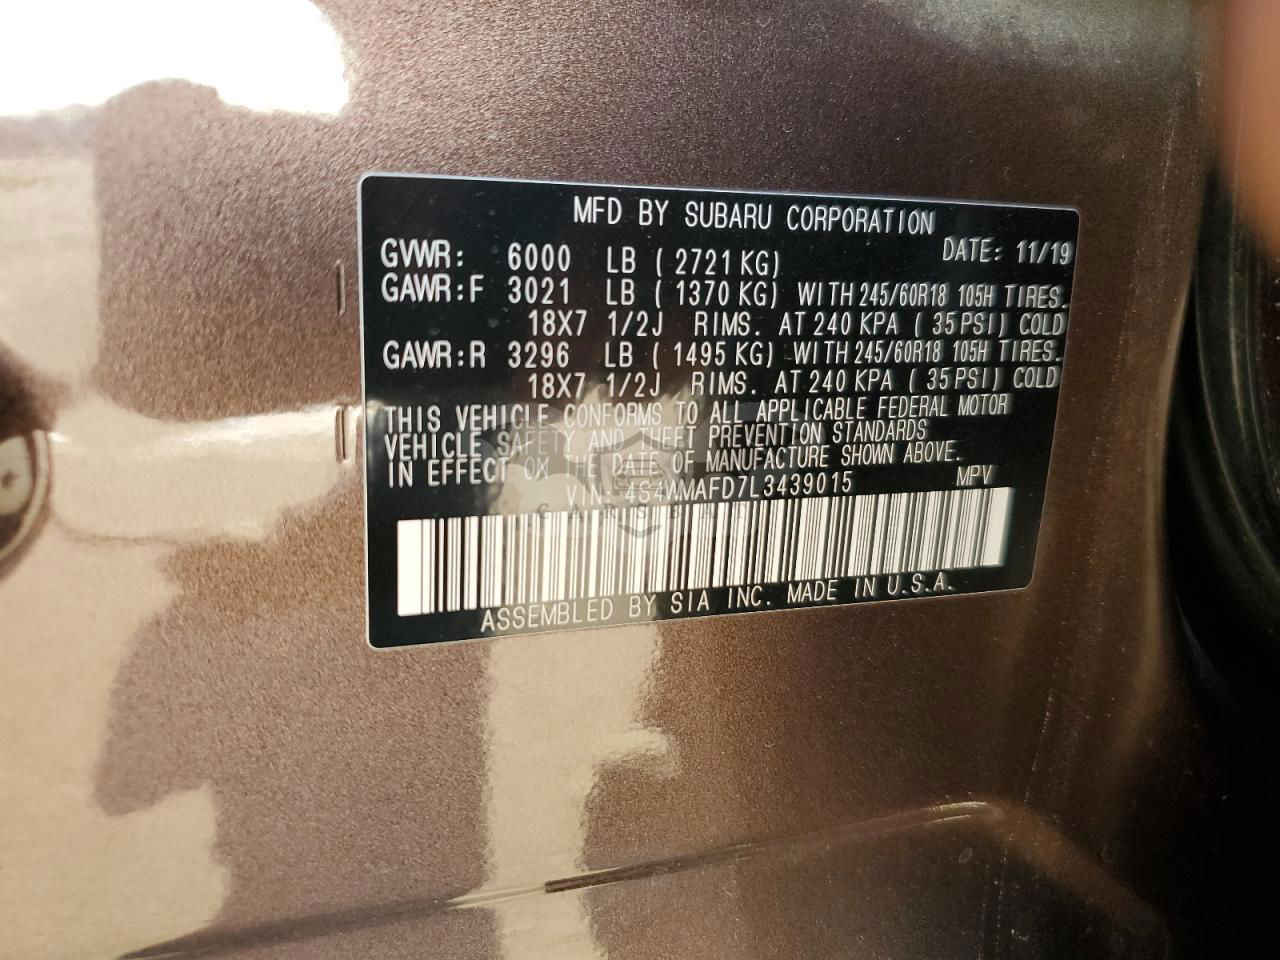 MFD BY SUBARU CORPORATION
GVWR: 6000 LB ( 2721 KG) DATE: 11/19
GAWR:F 3021 LB ( 1370 KG) WITH 245/60R18 105H TIRES.
18X7 1/2J RIMS. AT 240 KPA ( 35 PSI) COLD
GAWR:R 3296 LB ( 1495 KG) WITH 245/60R18 105H TIRES.
18X7 1/2J RIMS. AT 240 KPA ( 35 PSI) COLD
THIS VEHICLE CONFORMS TO ALL APPLICABLE FEDERAL MOTOR
VEHICLE SAFETY AND THEFT PREVENTION STANDARDS
IN EFFECT ON THE DATE OF MANUFACTURE SHOWN ABOVE.
VIN: 4S4WMAFD7L3439015 MPV
ASSEMBLED BY SIA INC. MADE IN U.S.A.